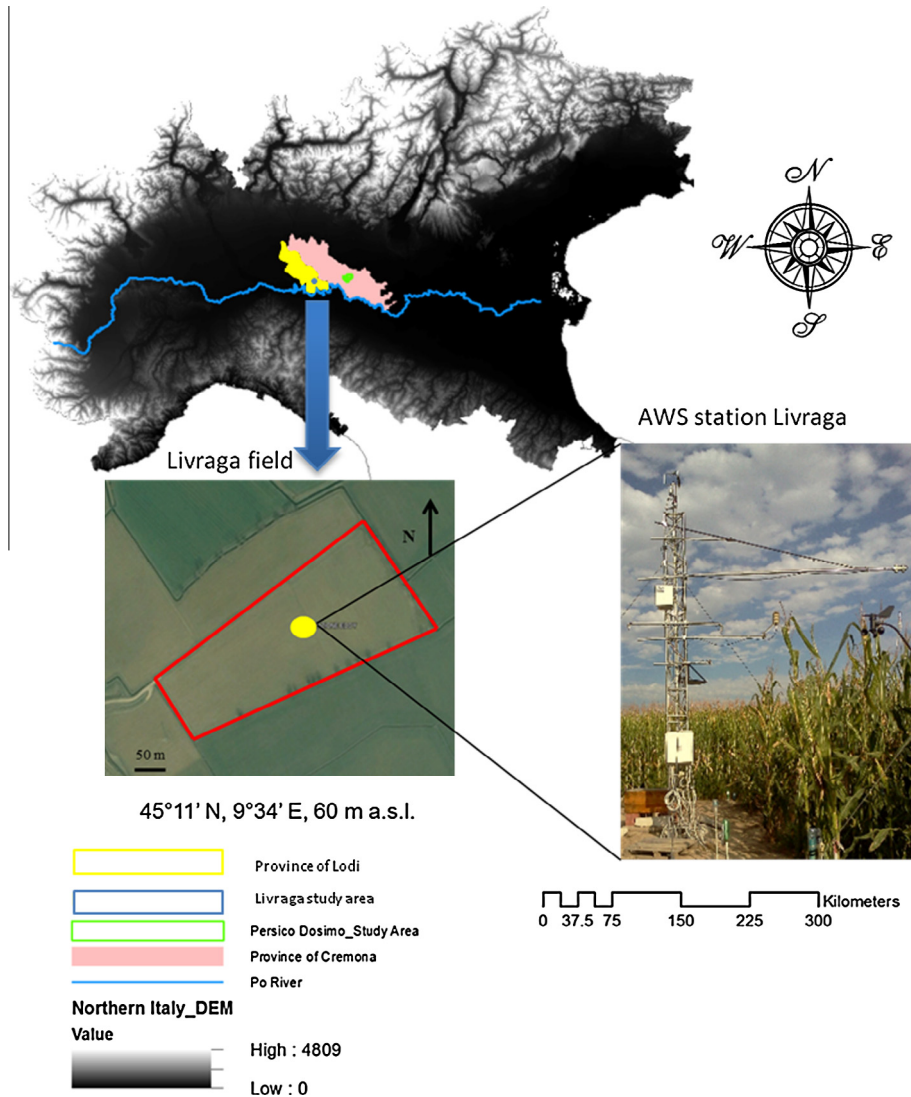 N
W
E
S
AWS station Livraga
Livraga field
N
50 m
45°11' N, 9°34' E, 60 m a.s.l.
Province of Lodi
Livraga study area
Persico Dosimo_Study Area
Province of Cremona
Po River
Northern Italy_DEM
Value
High : 4809
Low : 0
Kilometers
0 37.5 75 150 225 300